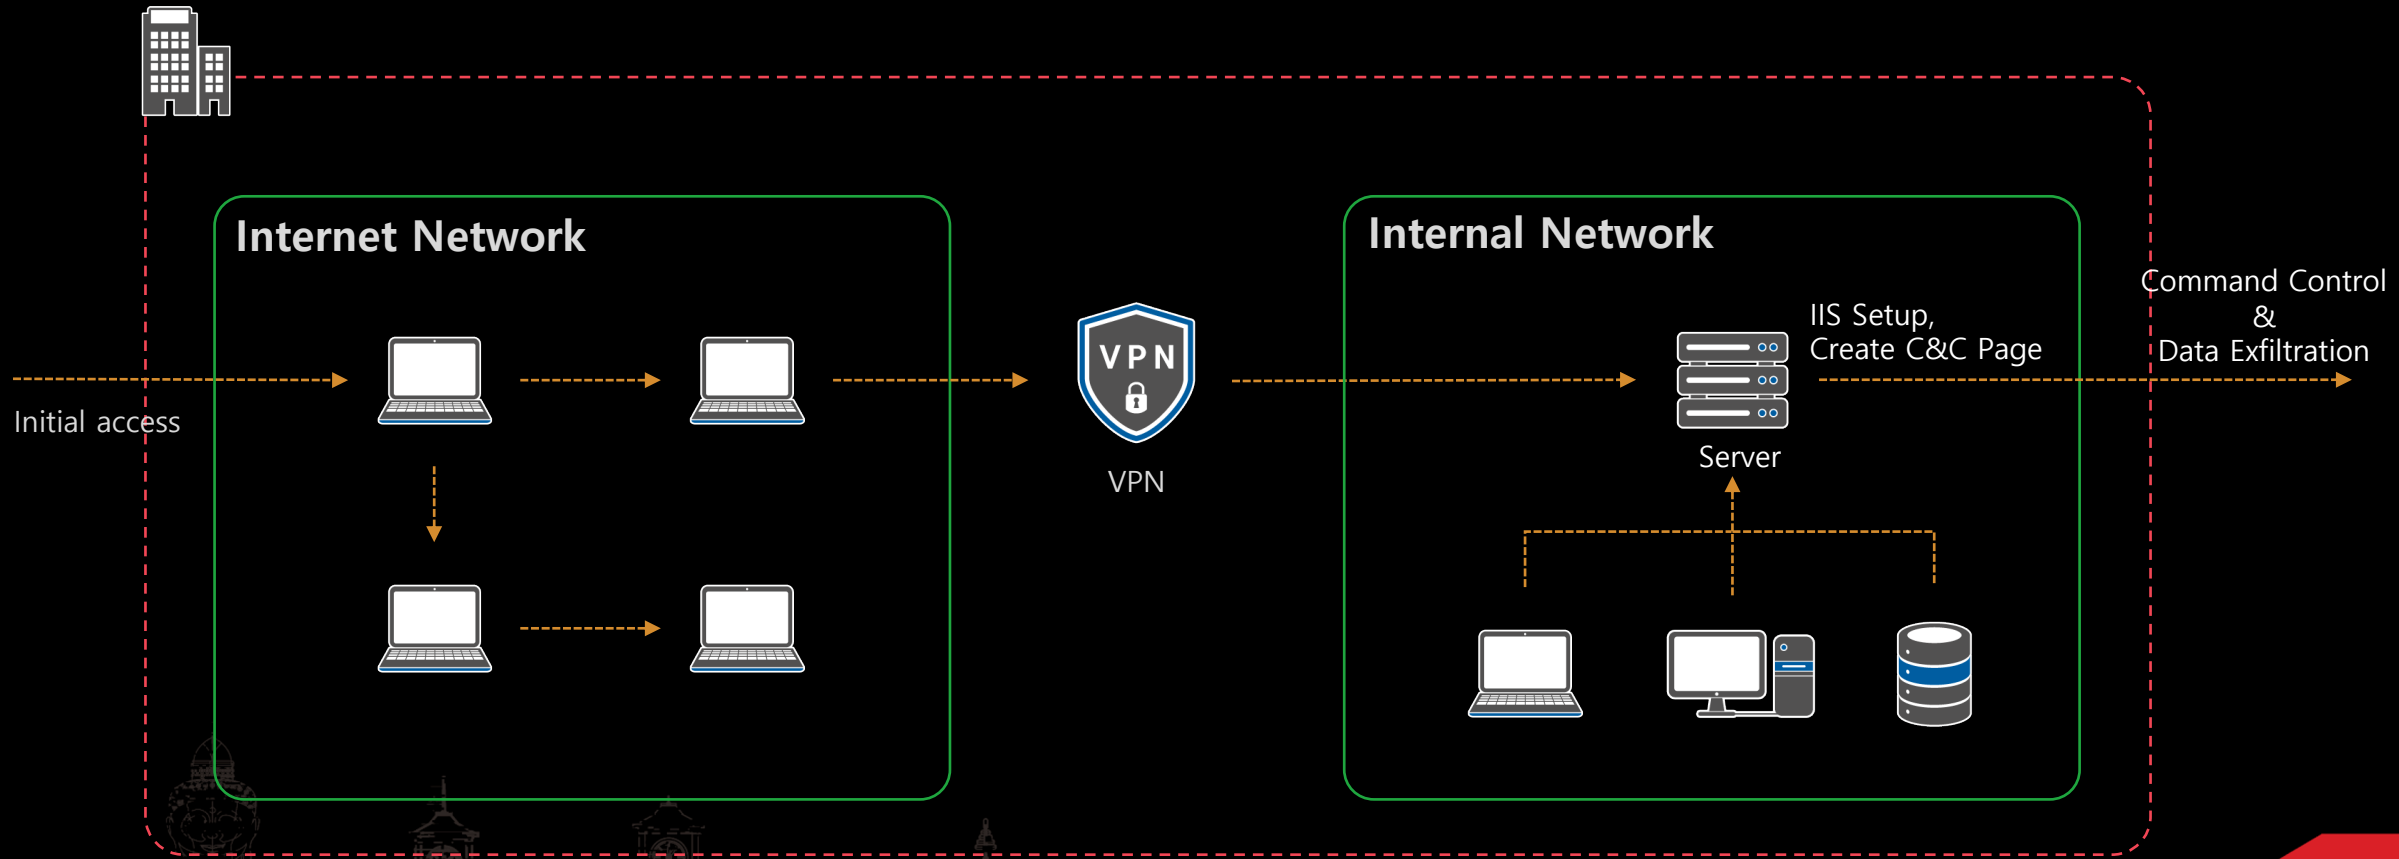 Internet Network
Internal Network
Initial access
VPN
VPN
IIS Setup,
Create C&C Page
Server
Command Control
&
Data Exfiltration